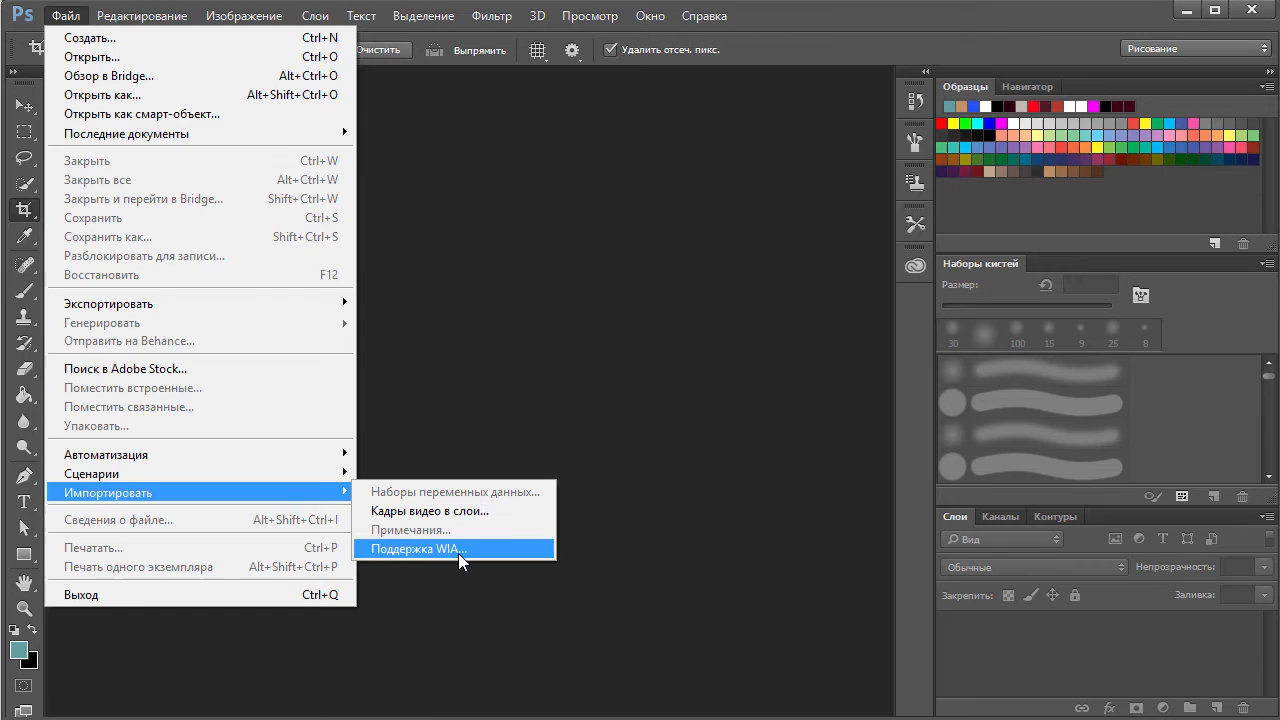 Ps Файл Редактирование Изображение Слои Текст Выделение Фильтр 3D Просмотр Окно Справка
Очистить Выпрямить Удалить отсеч. пикс. Рисование
Создать... Ctrl+N
Открыть... Ctrl+O
Обзор в Bridge... Alt+Ctrl+O
Открыть как... Alt+Shift+Ctrl+O
Открыть как смарт-объект...
Последние документы
Закрыть Ctrl+W
Закрыть все Alt+Ctrl+W
Закрыть и перейти в Bridge... Shift+Ctrl+W
Сохранить Ctrl+S
Сохранить как... Shift+Ctrl+S
Разблокировать для записи...
Восстановить F12
Экспортировать
Генерировать
Отправить на Behance...
Поиск в Adobe Stock...
Поместить встроенные...
Поместить связанные...
Упаковать...
Автоматизация
Сценарии
Импортировать
Сведения о файле... Alt+Shift+Ctrl+I
Печатать... Ctrl+P
Печать одного экземпляра Alt+Shift+Ctrl+P
Выход Ctrl+Q
Наборы переменных данных...
Кадры видео в слои...
Примечания...
Поддержка WIA...
Образцы Навигатор
Наборы кистей
Размер:
30 100 15 9 25 8
Слои Каналы Контуры
Вид
Обычные Непрозрачность:
Закрепить: Заливка: